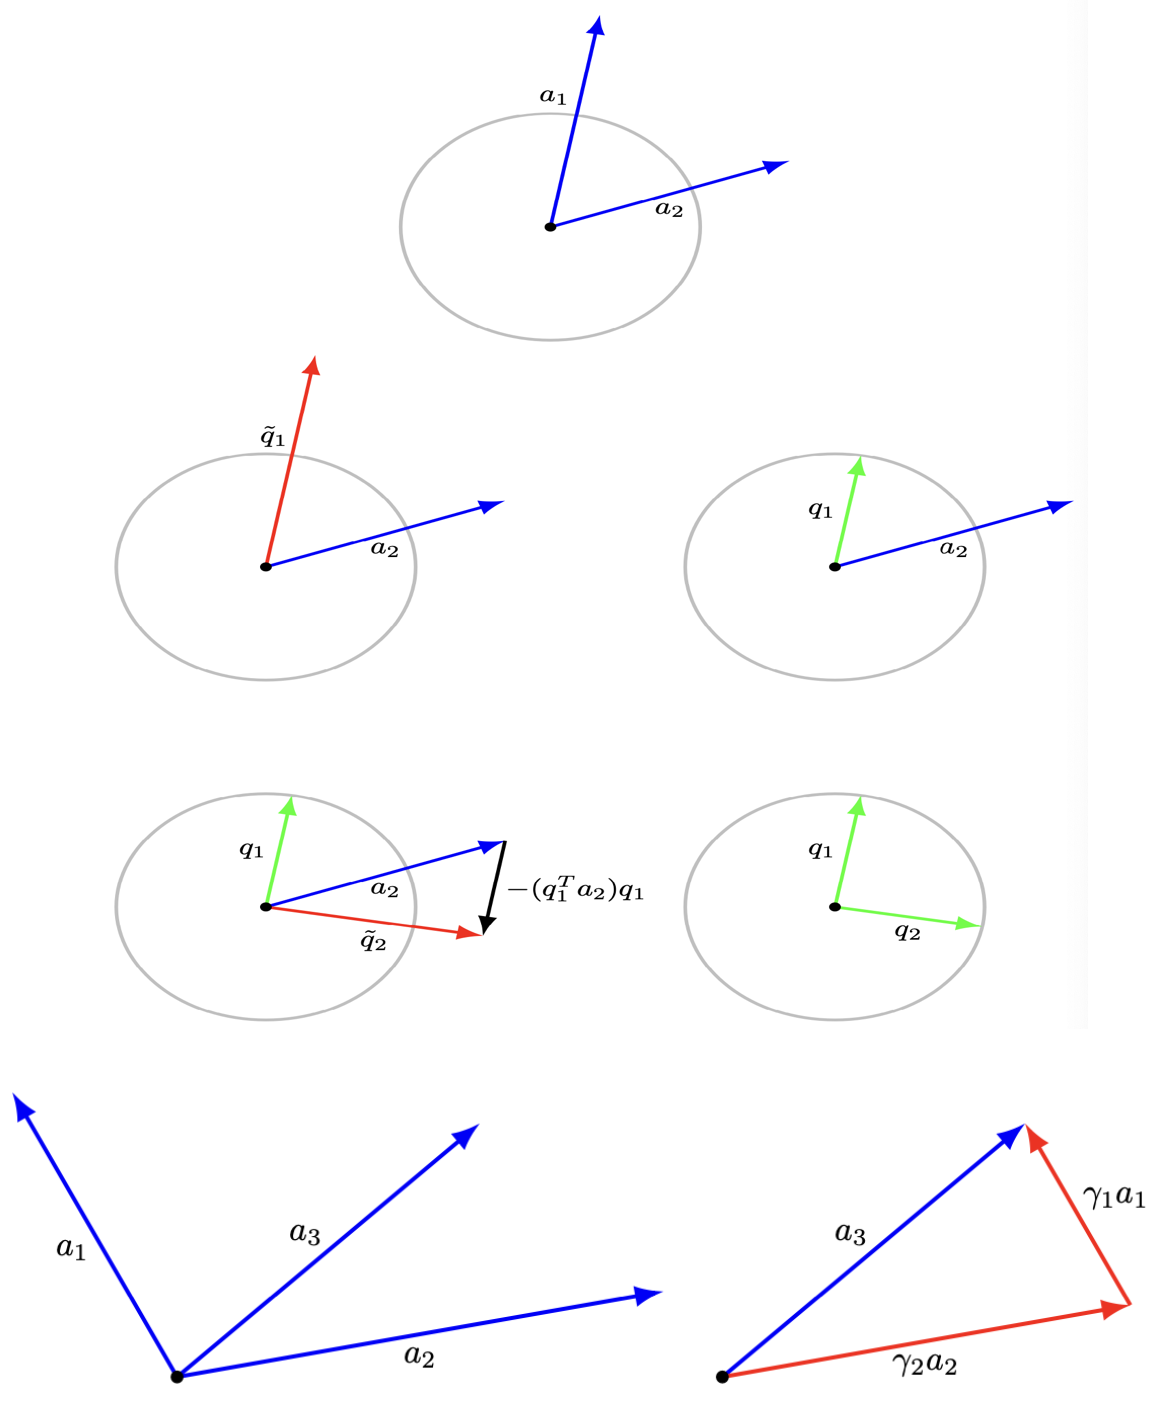 a₁
a₂
q̃₁
a₂
q₁
a₂
q₁
a₂
−(q₁ᵀa₂)q₁
q̃₂
q₁
q₂
a₁
a₃
a₂
a₃
γ₁a₁
γ₂a₂